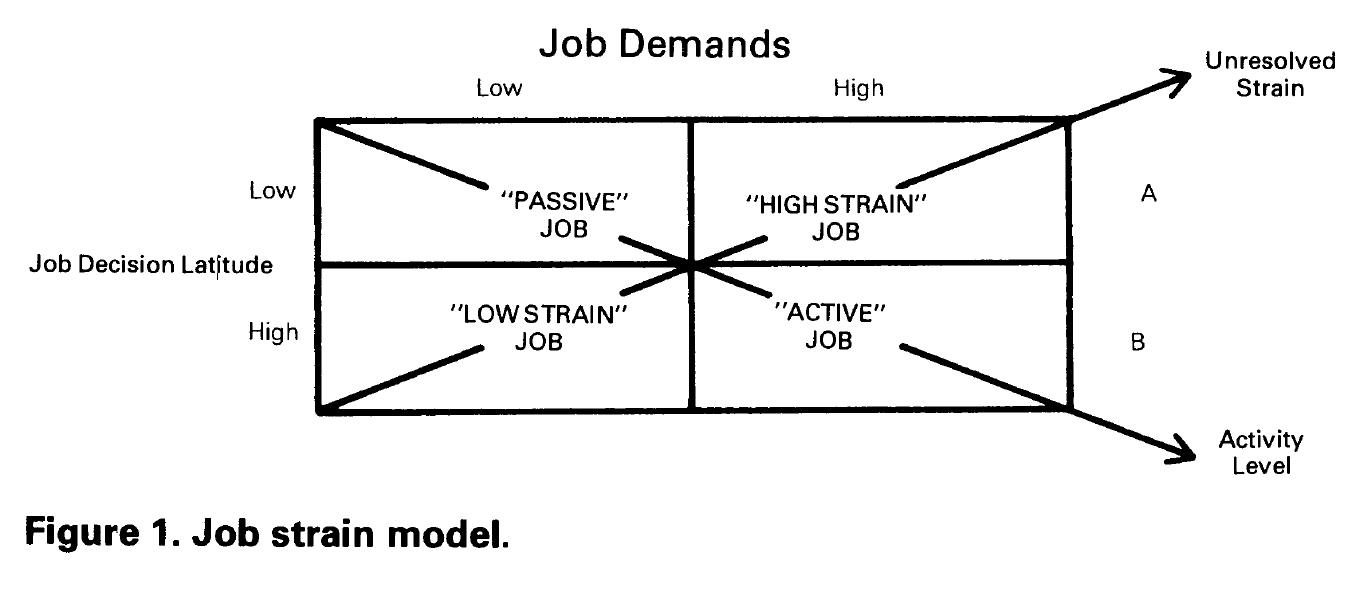 Job Demands
Unresolved
Strain
Low
High
Low
"PASSIVE"
JOB
"HIGH STRAIN"
JOB
A
Job Decision Latitude
High
"LOW STRAIN"
JOB
"ACTIVE"
JOB
B
Activity
Level
Figure 1. Job strain model.